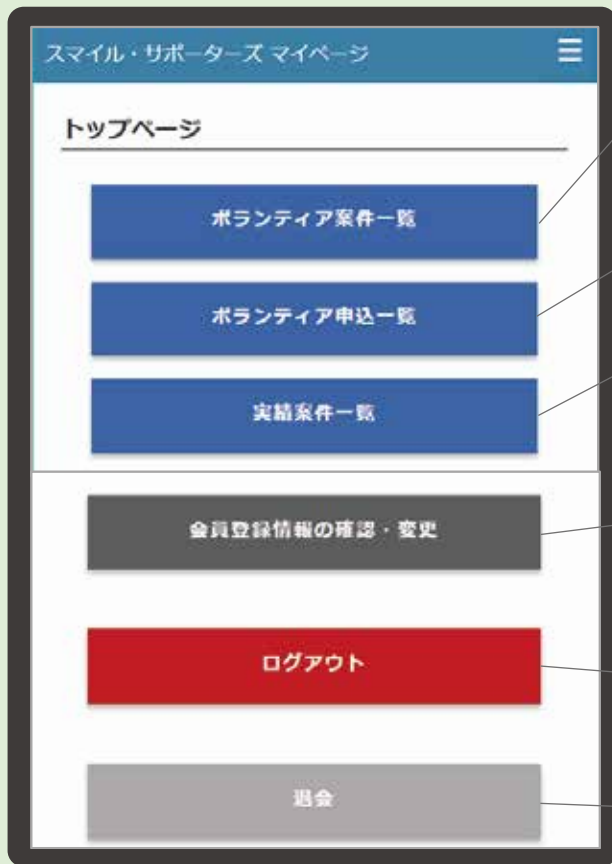 スマイル・サポーターズ マイページ
トップページ
ボランティア案件一覧
ボランティア申込一覧
実績案件一覧
会員登録情報の確認・変更
ログアウト
退会